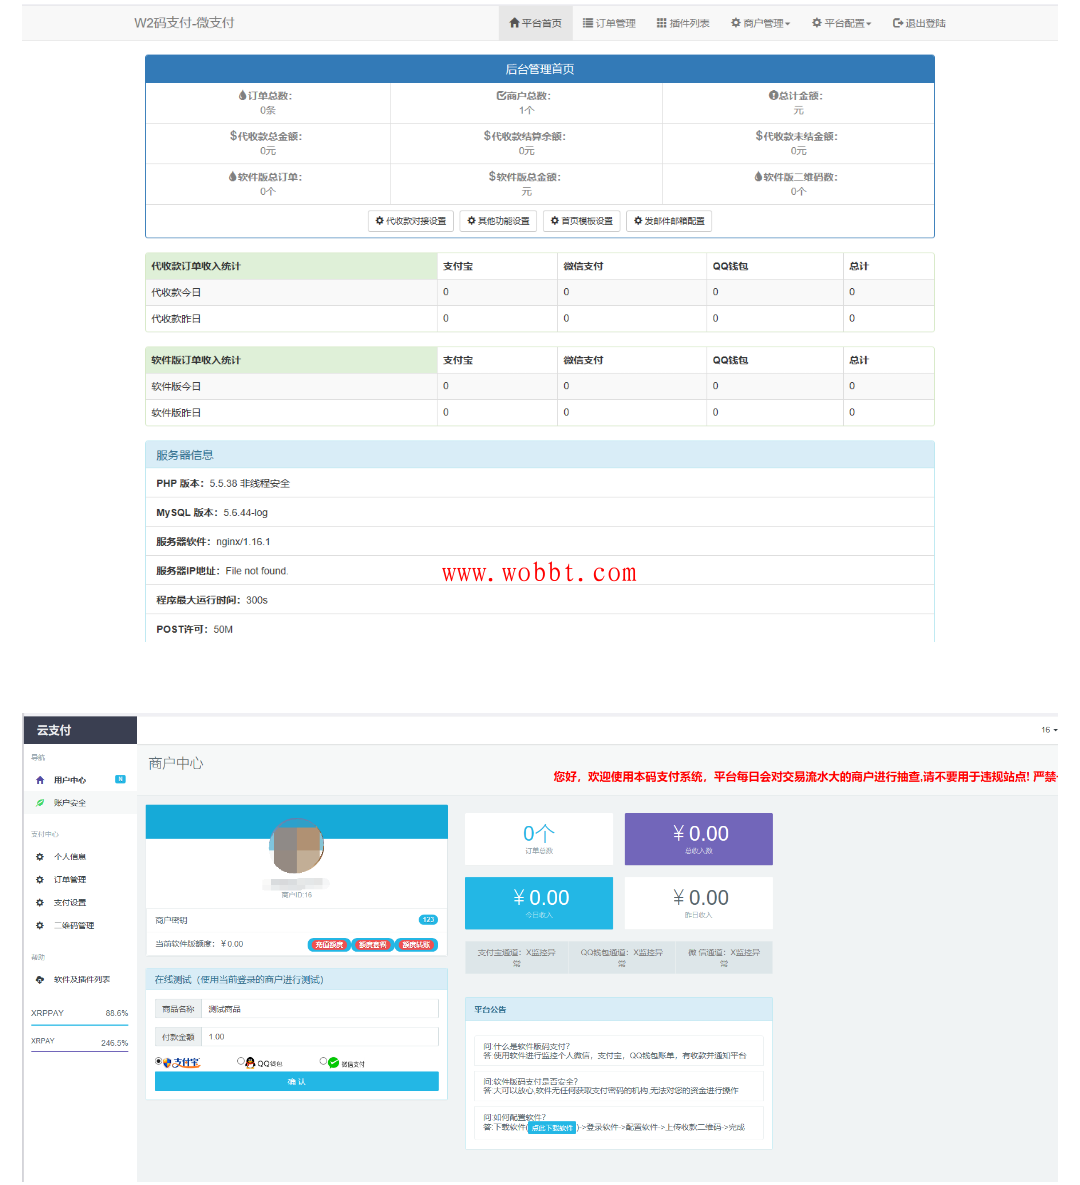 W2码支付-微支付 平台首页 订单管理 插件列表 商户管理 平台配置 退出登陆
后台管理首页
订单总数: 商户总数: 总计金额:
0条 1个 元
代收款总金额: 代收款结算余额: 代收款未结金额:
0元 0元 0元
软件版总订单: 软件版总金额: 软件版二维码数:
0个 元 0个
代收款对接设置 其他功能设置 首页模板设置 发邮件邮箱配置
代收款订单收入统计 支付宝 微信支付 QQ钱包 总计
代收款今日 0 0 0 0
代收款昨日 0 0 0 0
软件版订单收入统计 支付宝 微信支付 QQ钱包 总计
软件版今日 0 0 0 0
软件版昨日 0 0 0 0
服务器信息
PHP 版本：5.5.38 非线程安全
MySQL 版本：5.6.44-log
服务器软件：nginx/1.16.1
服务器IP地址：File not found.
www.wobbt.com
程序最大运行时间：300s
POST许可：50M
云支付 16
导航
用户中心 N
账户安全
支付中心
个人信息
订单管理
支付设置
二维码管理
帮助
软件及插件列表
XRPPAY 88.6%
XRPAY 246.5%
商户中心
您好，欢迎使用本码支付系统，平台每日会对交易流水大的商户进行抽查,请不要用于违规站点! 严禁
商户ID:16
商户密钥 123
当前软件版额度：￥0.00 充值额度 额度套餐 额度转账
在线测试（使用当前登录的商户进行测试）
商品名称 测试商品
付款金额 1.00
支付宝 QQ钱包 微信支付
确 认
0个 ￥0.00
订单总数 总收入数
￥0.00 ￥0.00
今日收入 昨日收入
支付宝通道：X监控异常 QQ钱包通道：X监控异常 微信通道：X监控异常
平台公告
问:什么是软件版码支付?
答:使用软件进行监控个人微信，支付宝，QQ钱包账单，有收款并通知平台
问:软件版码支付是否安全?
答:大可以放心,软件无任何获取支付密码的机构,无法对您的资金进行操作
问:如何配置软件?
答:下载软件(点此下载软件)->登录软件->配置软件->上传收款二维码->完成